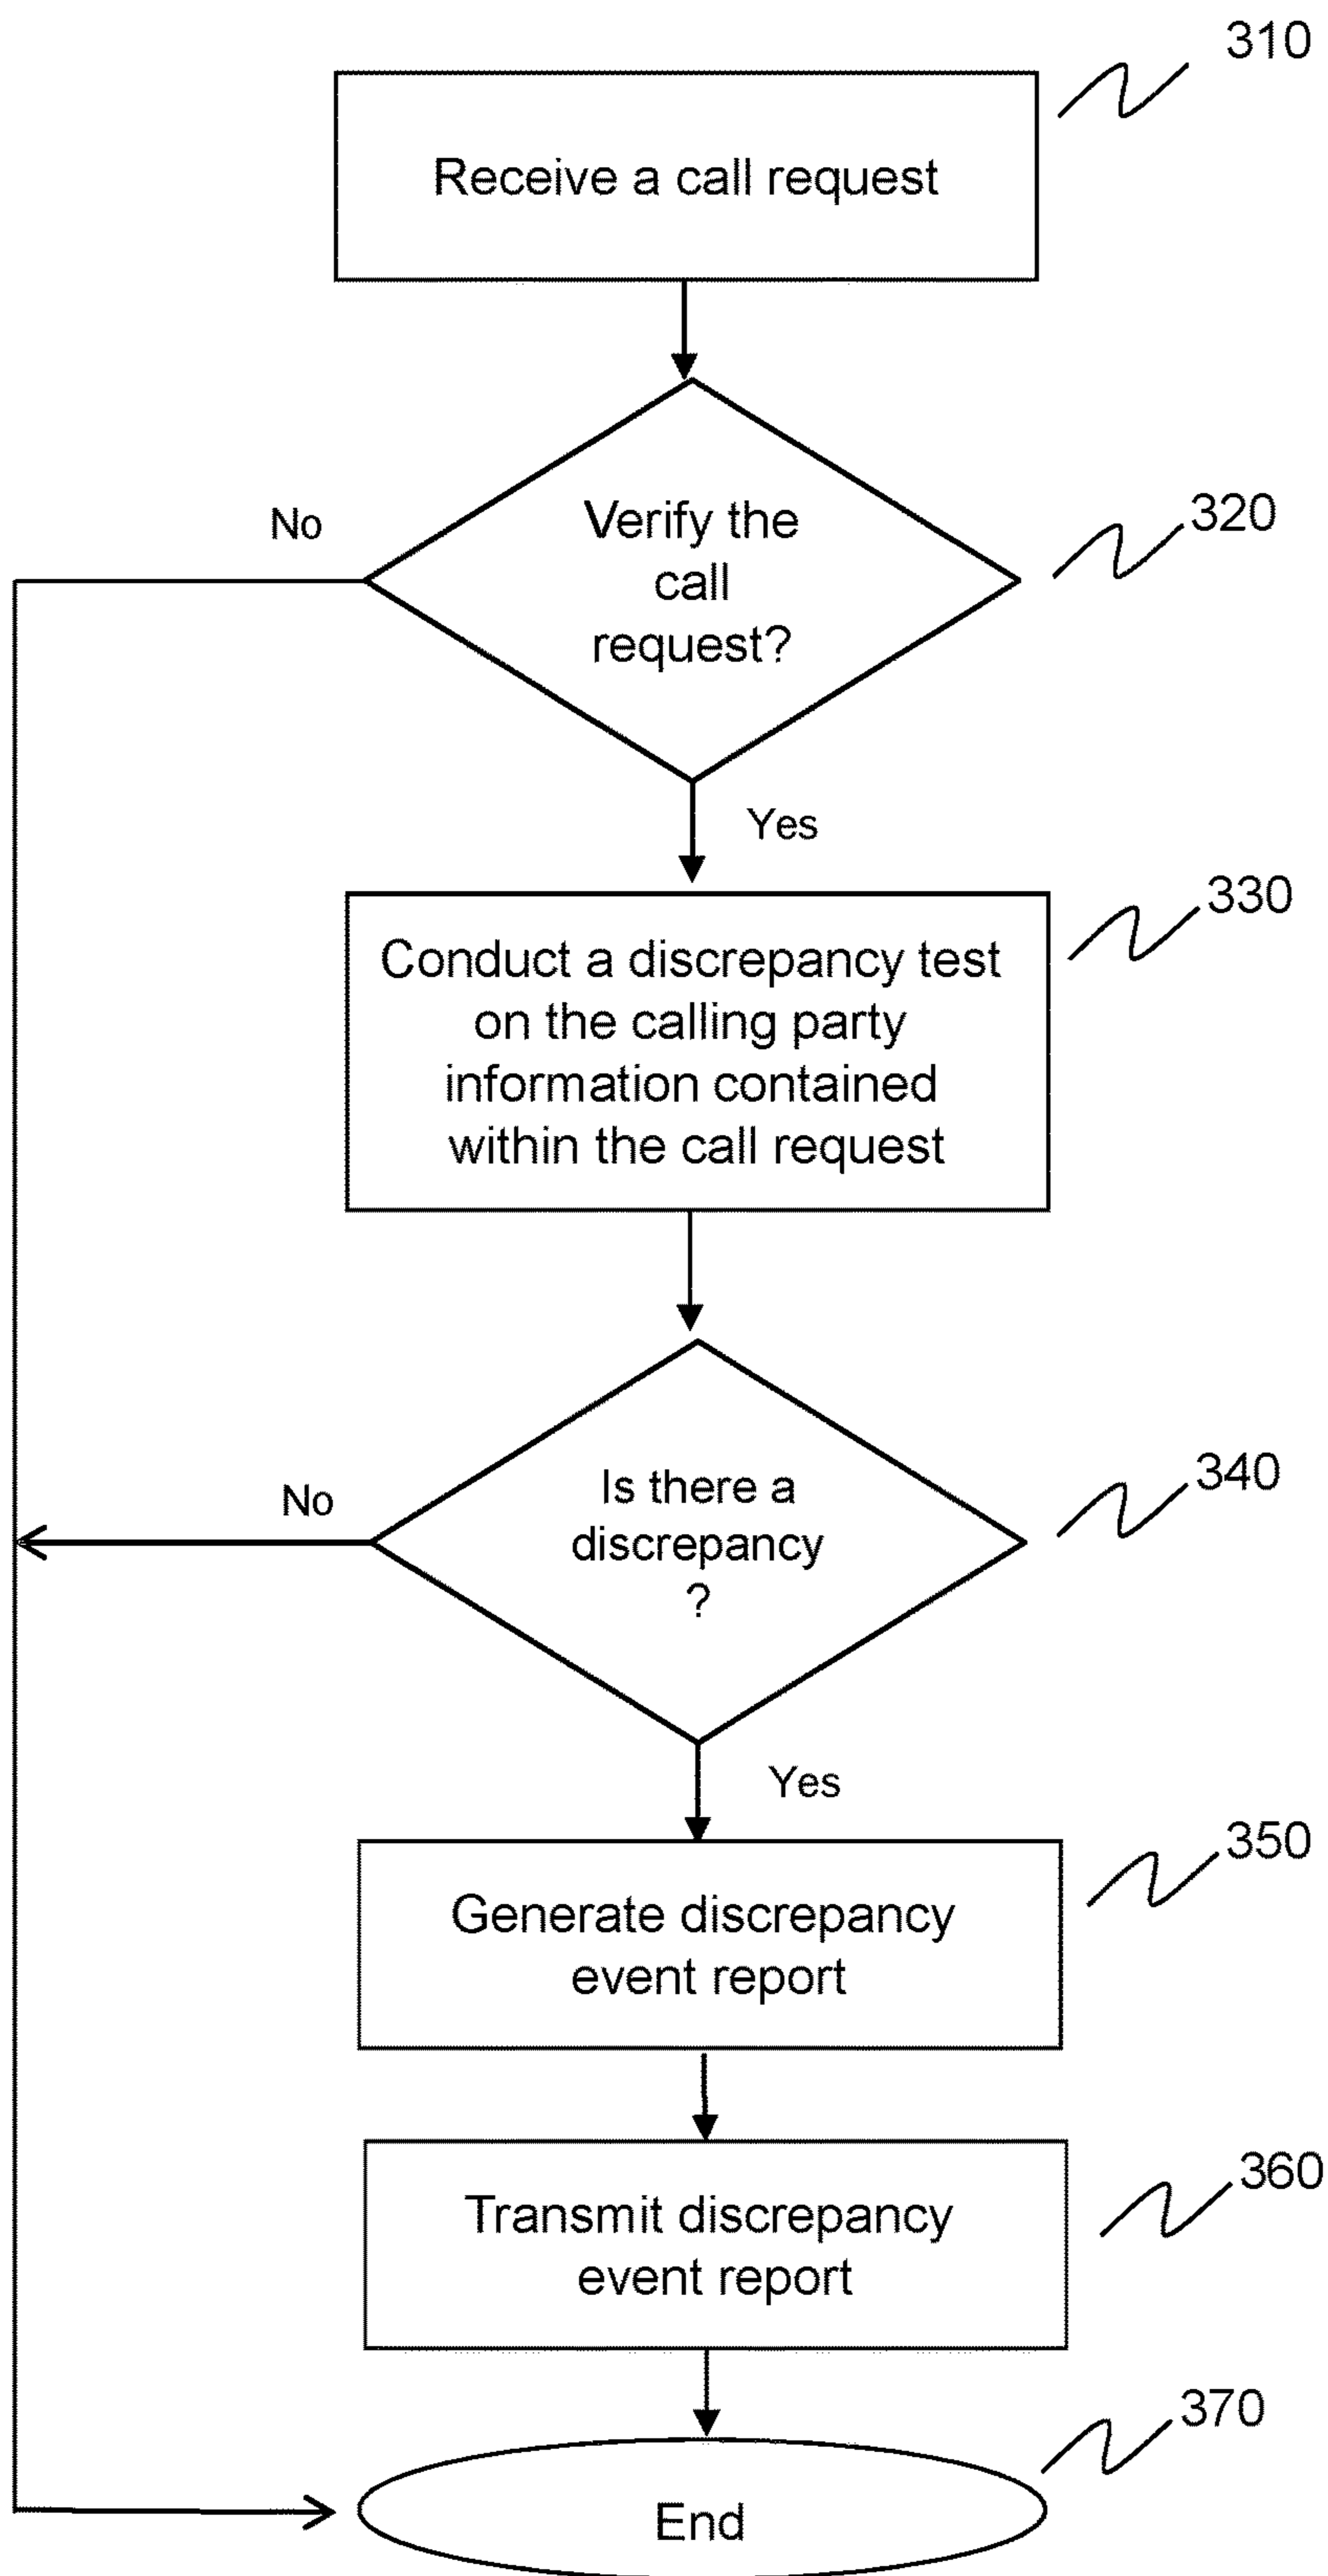 310
Receive a call request
320
No
Verify the
call
request?
Yes
330
Conduct a discrepancy test
on the calling party
information contained
within the call request
340
No
Is there a
discrepancy
?
Yes
350
Generate discrepancy
event report
360
Transmit discrepancy
event report
370
End